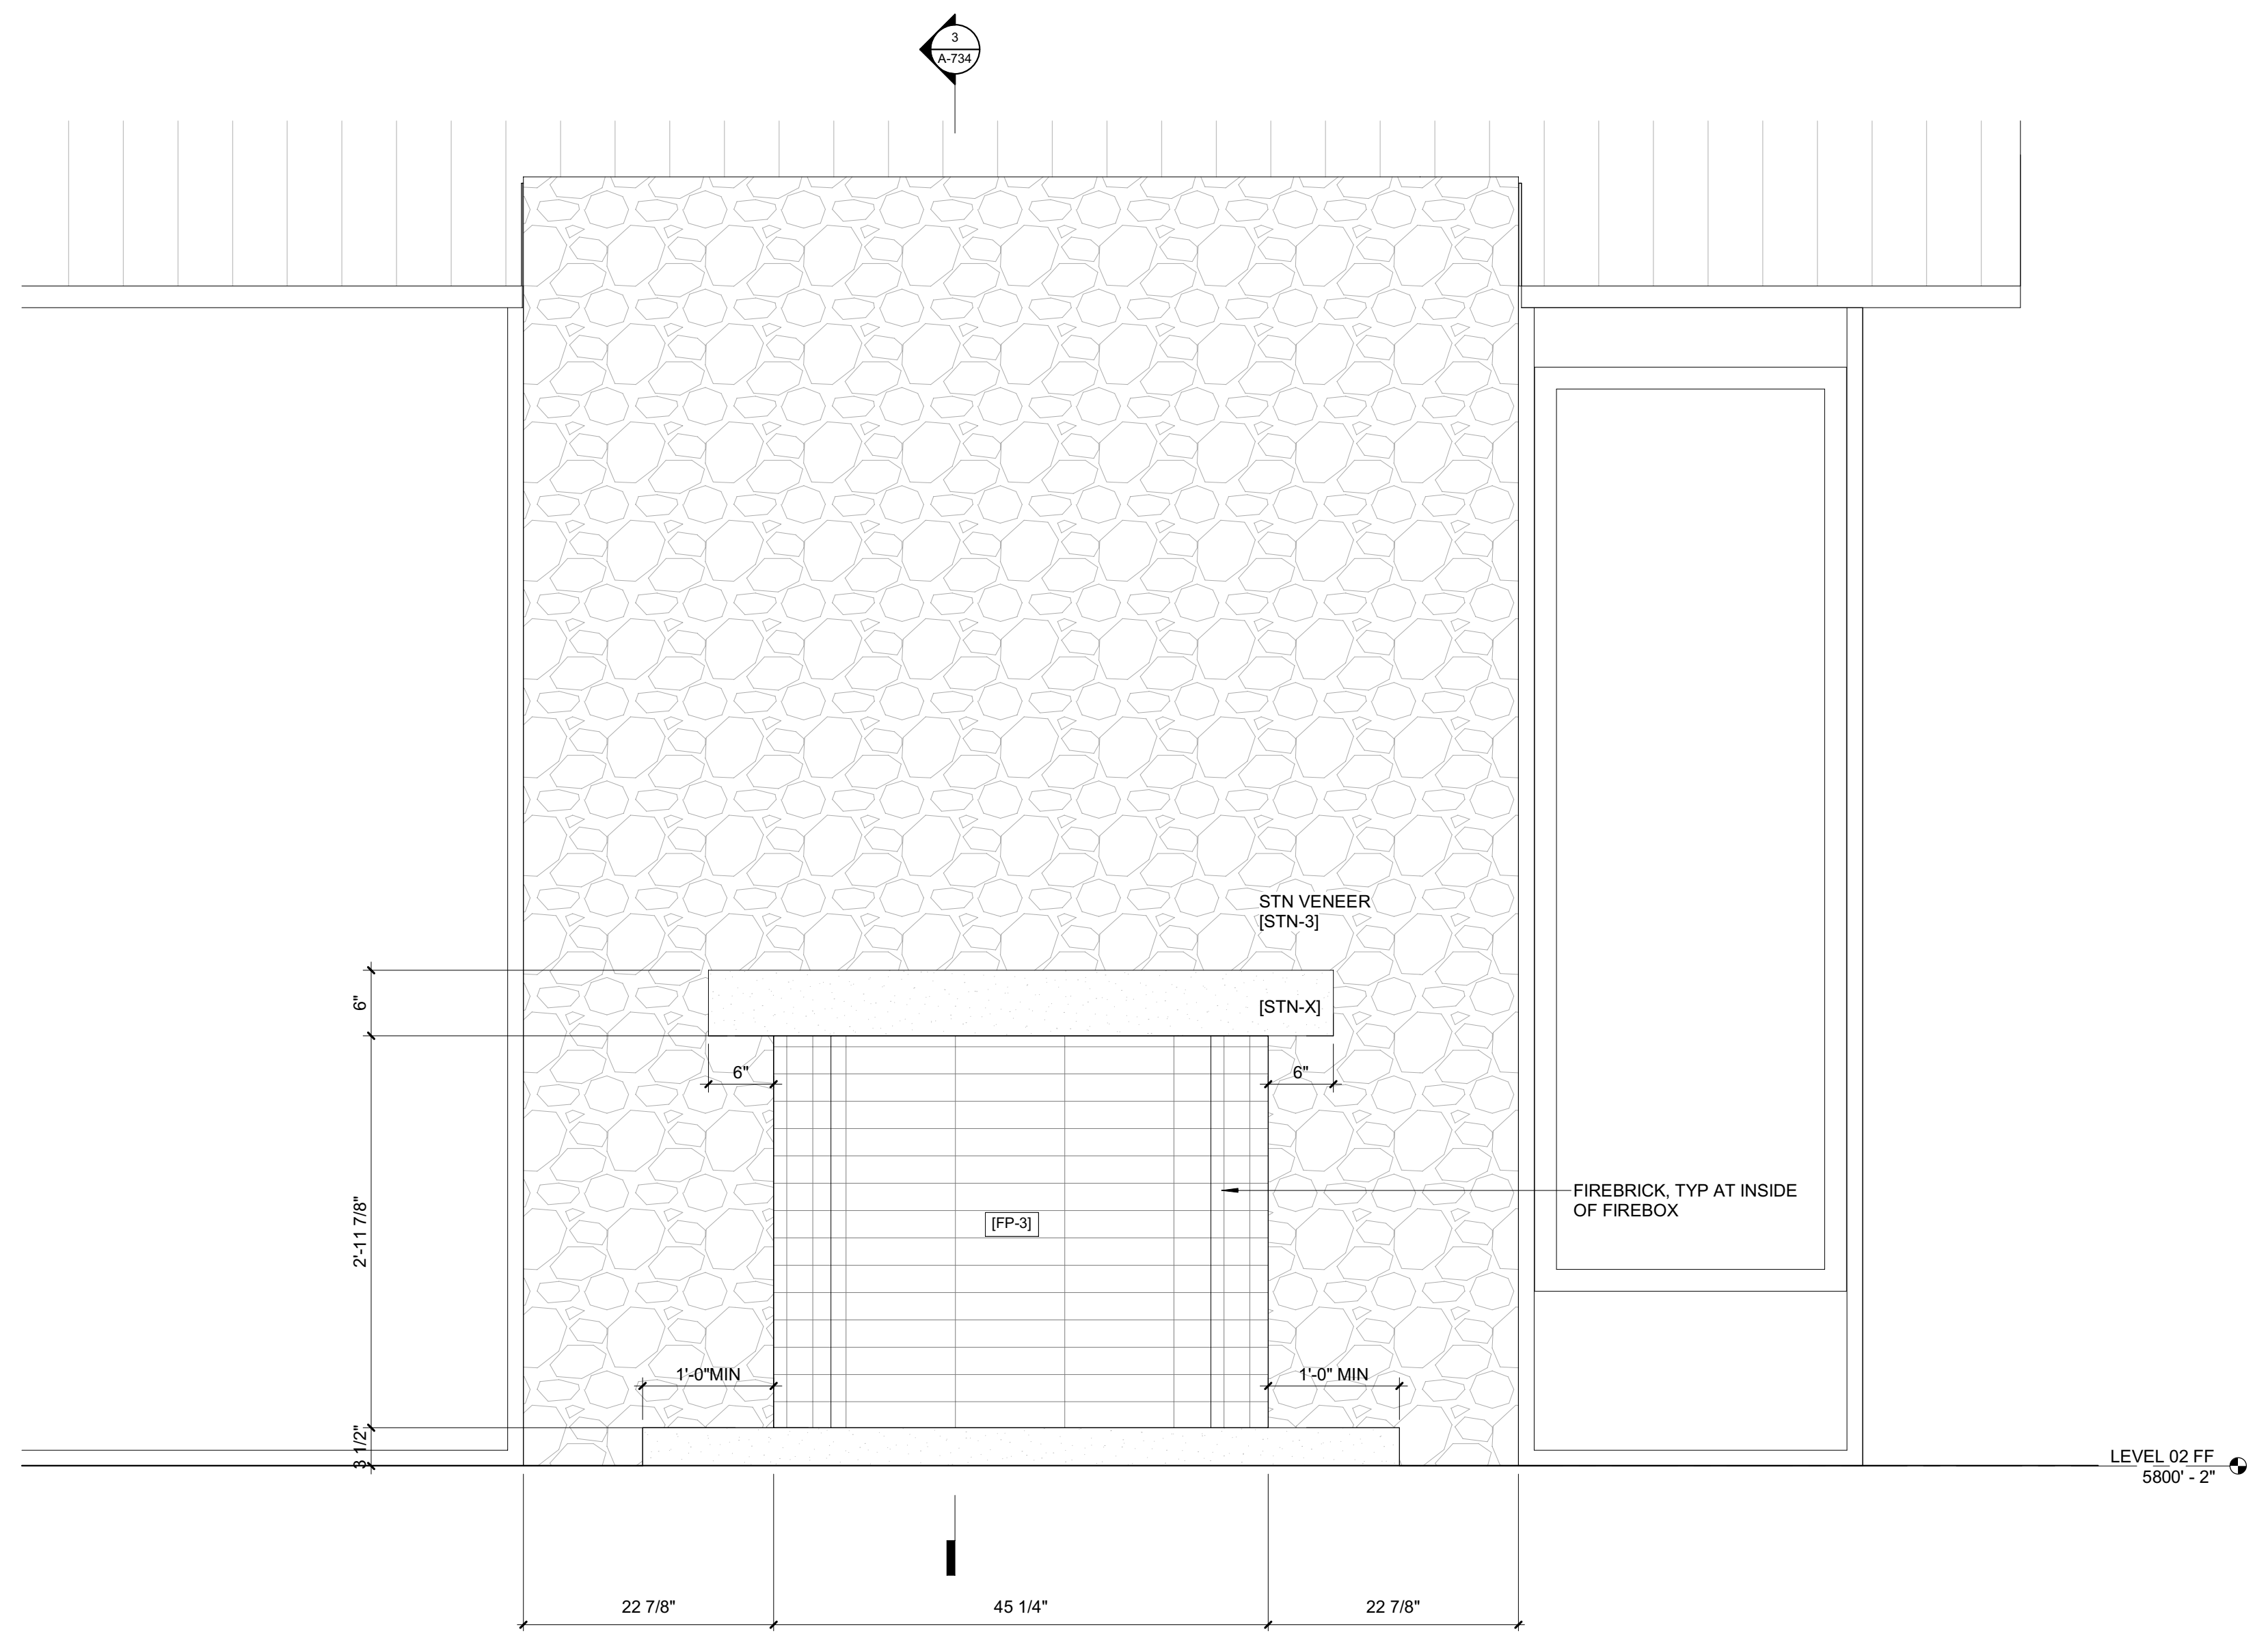 3
A-734
STN VENEER
[STN-3]
6"
[STN-X]
6"
6"
2'-11 7/8"
FIREBRICK, TYP AT INSIDE
OF FIREBOX
[FP-3]
1'-0"MIN
1'-0" MIN
3 1/2"
LEVEL 02 FF
5800' - 2"
22 7/8"
45 1/4"
22 7/8"